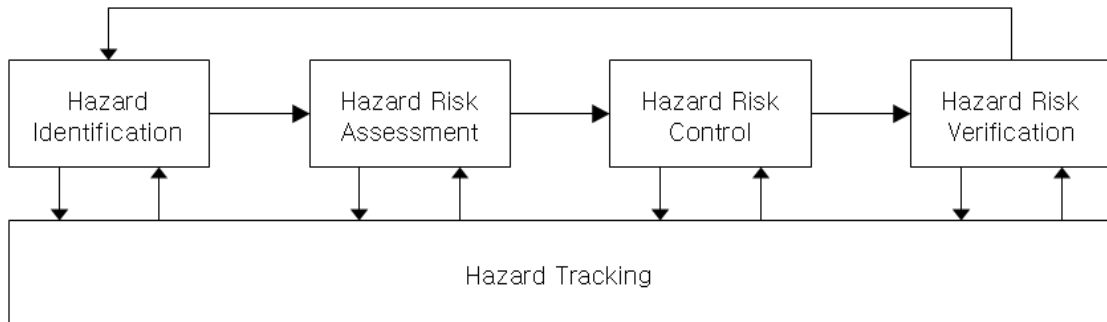 Hazard
Identification
Hazard Risk
Assessment
Hazard Risk
Control
Hazard Risk
Verification
Hazard Tracking